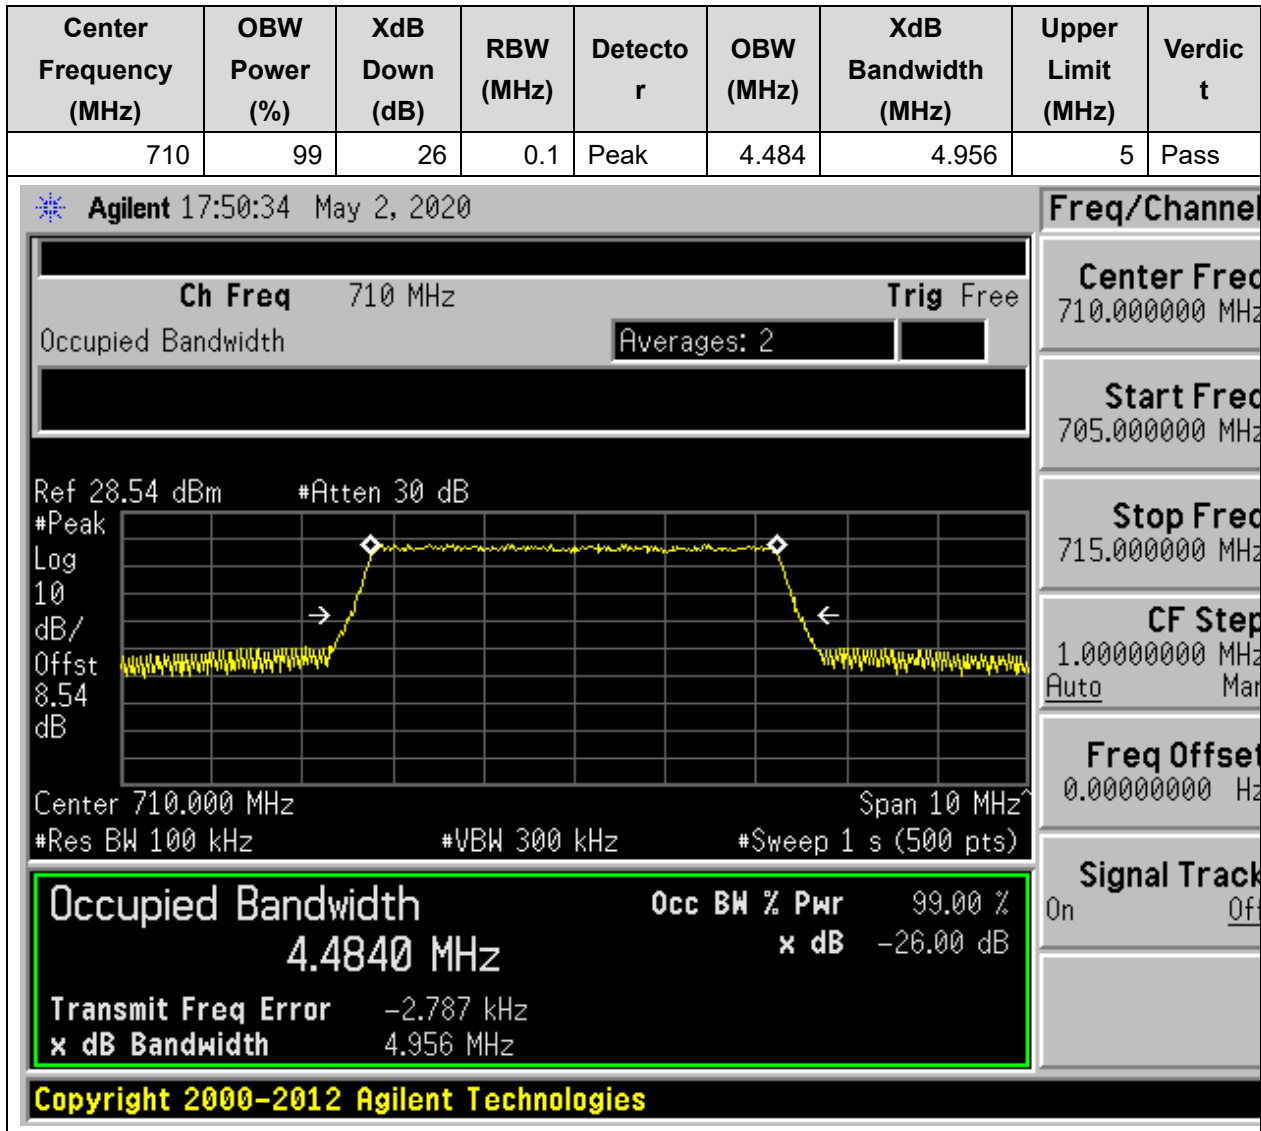 Center Frequency (MHz) OBW Power (%) XdB Down (dB) RBW (MHz) Detector OBW (MHz) XdB Bandwidth (MHz) Upper Limit (MHz) Verdict
710 99 26 0.1 Peak 4.484 4.956 5 Pass
Agilent 17:50:34 May 2, 2020
Freq/Channel
Ch Freq 710 MHz Trig Free
Occupied Bandwidth Averages: 2
Center Freq
710.000000 MHz
Start Freq
705.000000 MHz
Stop Freq
715.000000 MHz
CF Step
1.00000000 MHz
Auto Man
Freq Offset
0.00000000 Hz
Signal Track
On Off
Ref 28.54 dBm #Atten 30 dB
#Peak
Log
10
dB/
Offst
8.54
dB
Center 710.000 MHz Span 10 MHz^
#Res BW 100 kHz #VBW 300 kHz #Sweep 1 s (500 pts)
Occupied Bandwidth Occ BW % Pwr 99.00 %
4.4840 MHz x dB -26.00 dB
Transmit Freq Error -2.787 kHz
x dB Bandwidth 4.956 MHz
Copyright 2000-2012 Agilent Technologies